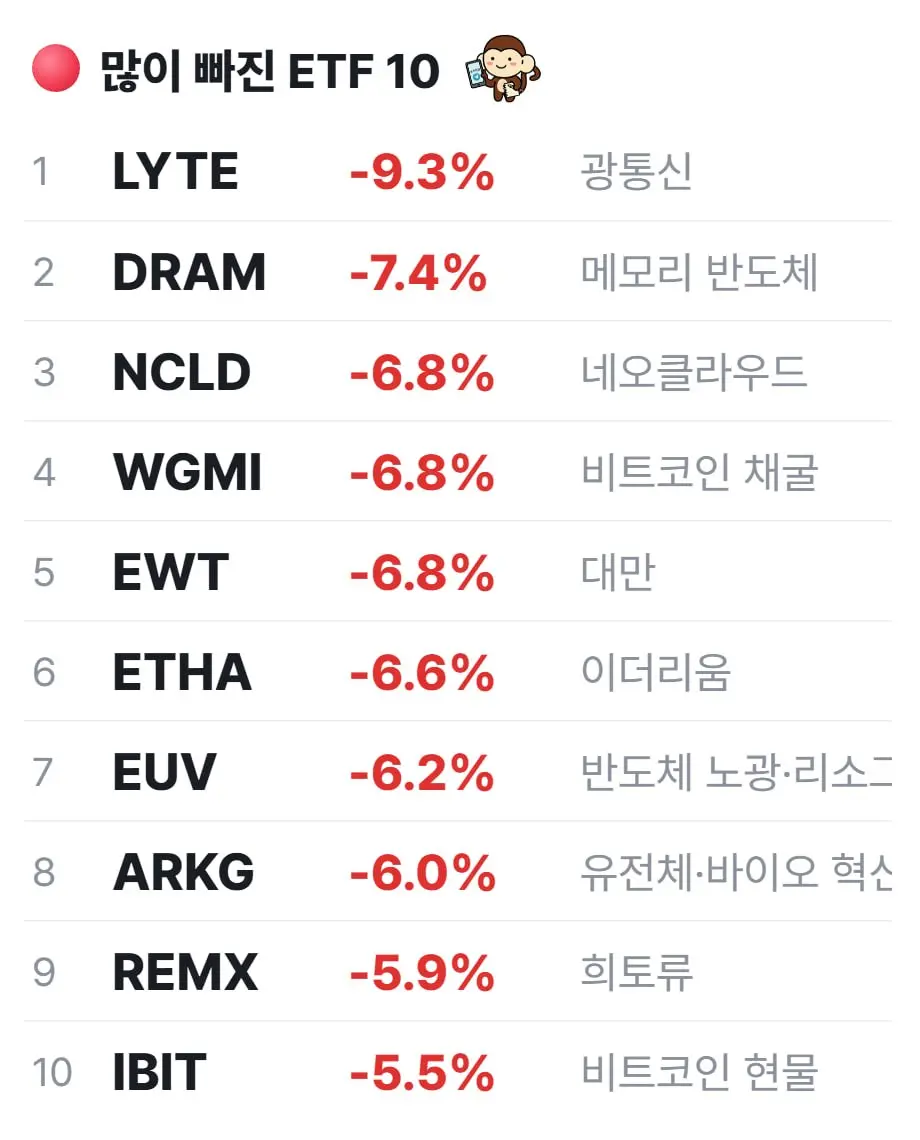 많이 빠진 ETF 10
1 LYTE -9.3% 광통신
2 DRAM -7.4% 메모리 반도체
3 NCLD -6.8% 네오클라우드
4 WGMI -6.8% 비트코인 채굴
5 EWT -6.8% 대만
6 ETHA -6.6% 이더리움
7 EUV -6.2% 반도체 노광·리소그
8 ARKG -6.0% 유전체·바이오 혁신
9 REMX -5.9% 희토류
10 IBIT -5.5% 비트코인 현물